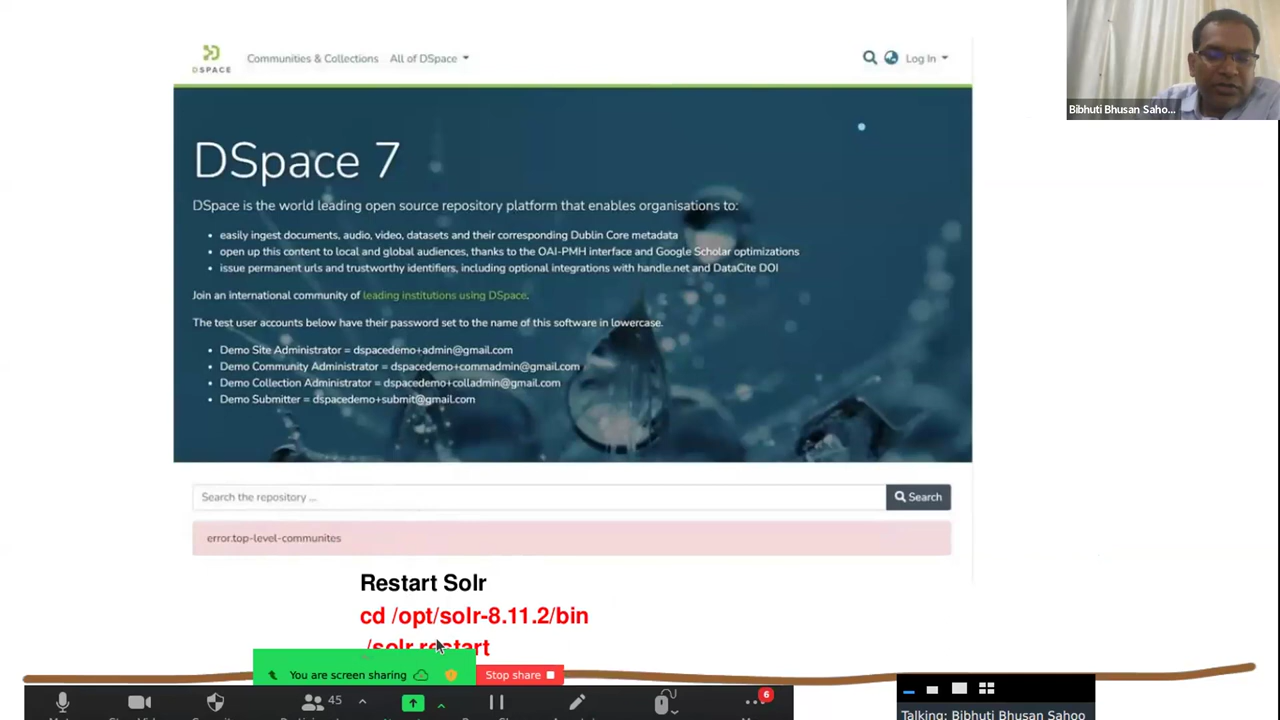 DSPACE
Communities & Collections All of DSpace
Log In
Bibhuti Bhusan Saho...
DSpace 7
DSpace is the world leading open source repository platform that enables organisations to:
easily ingest documents, audio, video, datasets and their corresponding Dublin Core metadata
open up this content to local and global audiences, thanks to the OAI-PMH interface and Google Scholar optimizations
issue permanent urls and trustworthy identifiers, including optional integrations with handle.net and DataCite DOI
Join an international community of leading institutions using DSpace.
The test user accounts below have their password set to the name of this software in lowercase.
Demo Site Administrator = dspacedemo+admin@gmail.com
Demo Community Administrator = dspacedemo+commadmin@gmail.com
Demo Collection Administrator = dspacedemo+colladmin@gmail.com
Demo Submitter = dspacedemo+submit@gmail.com
Search the repository ...
Search
error.top-level-communites
Restart Solr
cd /opt/solr-8.11.2/bin
/solr restart
You are screen sharing
Stop share
45
6
Talking: Bibhuti Bhusan Sahoo